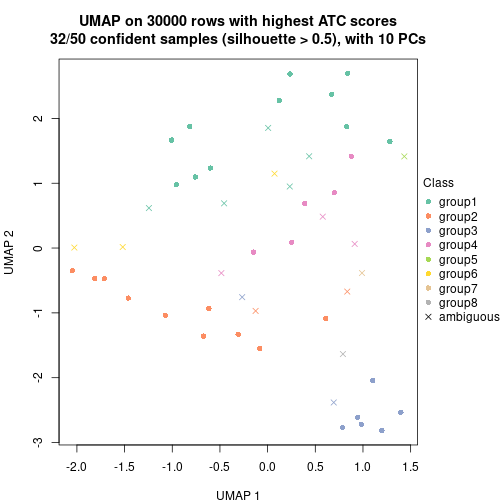 UMAP on 30000 rows with highest ATC scores
32/50 confident samples (silhouette > 0.5), with 10 PCs
UMAP 2
2
1
0
-1
-2
-3
-2.0 -1.5 -1.0 -0.5 0.0 0.5 1.0 1.5
UMAP 1
Class
group1
group2
group3
group4
group5
group6
group7
group8
ambiguous